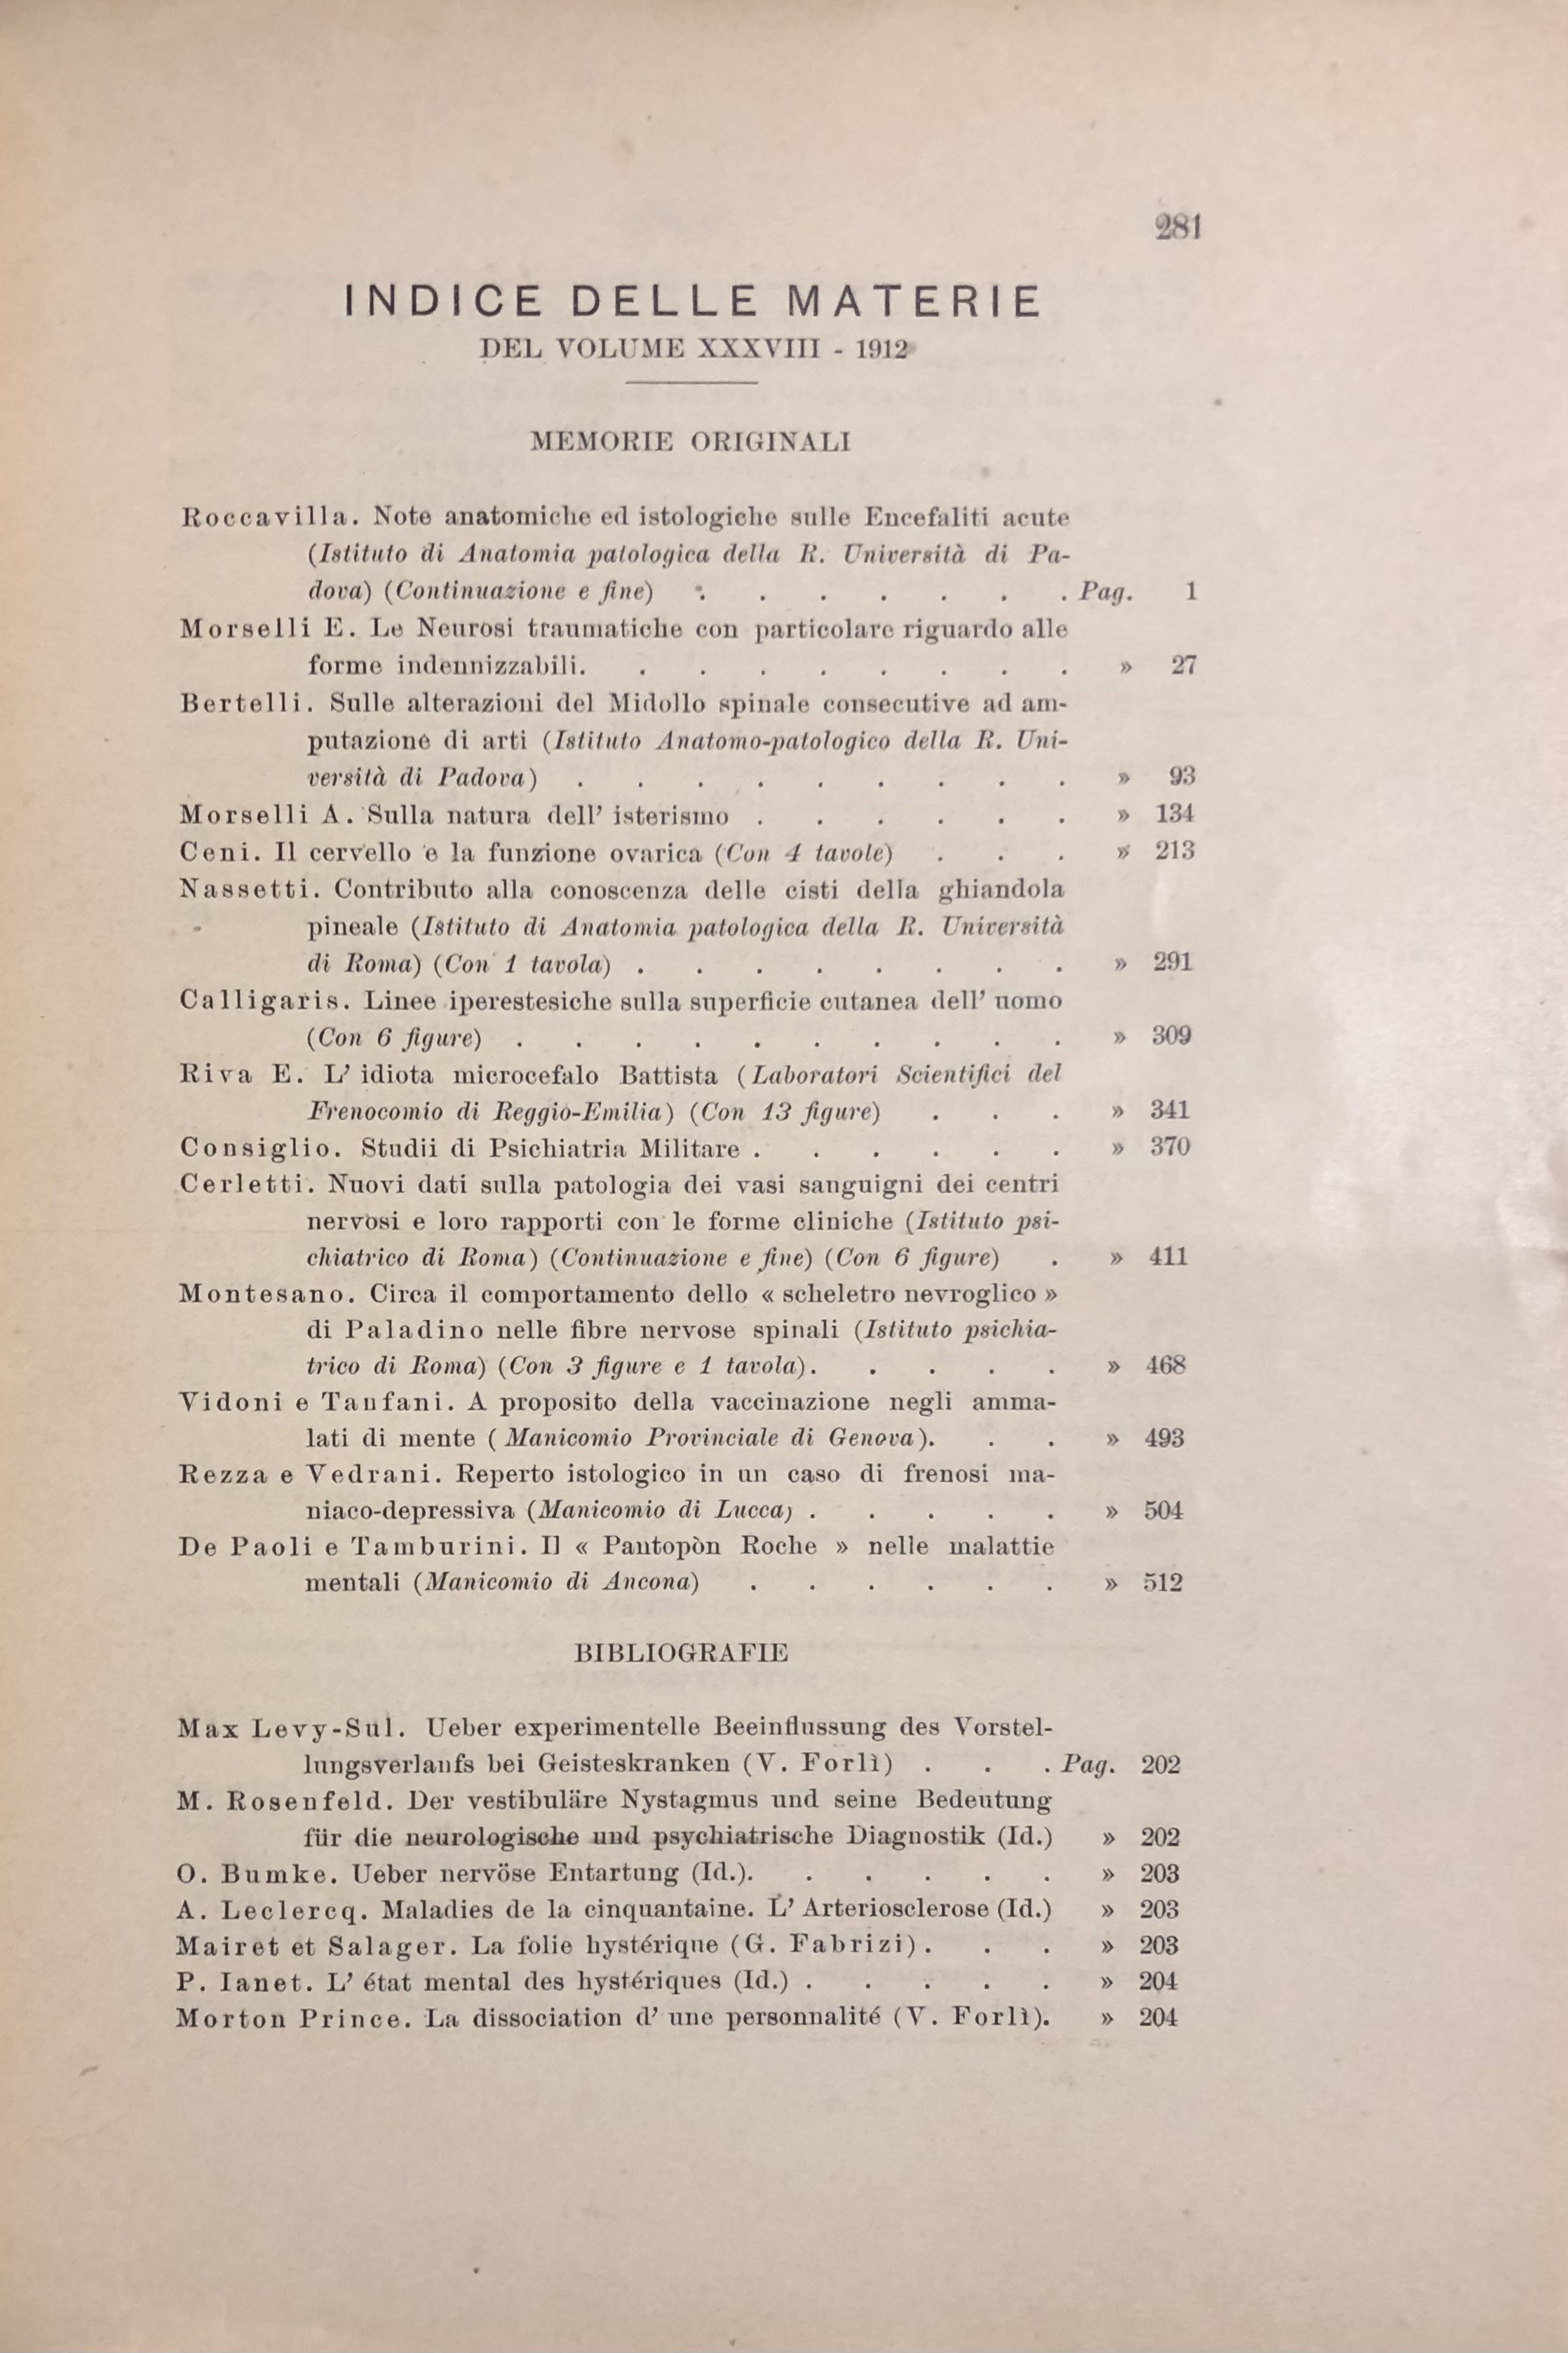 281
INDICE DELLE MATERIE
DEL VOLUME XXXVIII - 1912
MEMORIE ORIGINALI
Roccavilla. Note anatomiche ed istologiche sulle Encefaliti acute
(Istituto di Anatomia patologica della R. Università di Pa-
dova) (Continuazione e fine) . . . . . . . Pag. 1
Morselli E. Le Neurosi traumatiche con particolare riguardo alle
forme indennizzabili. . . . . . . . . » 27
Bertelli. Sulle alterazioni del Midollo spinale consecutive ad am-
putazione di arti (Istituto Anatomo-patologico della R. Uni-
versità di Padova) . . . . . . . . . » 93
Morselli A. Sulla natura dell' isterismo . . . . . . » 134
Ceni. Il cervello e la funzione ovarica (Con 4 tavole) . . . » 213
Nassetti. Contributo alla conoscenza delle cisti della ghiandola
pineale (Istituto di Anatomia patologica della R. Università
di Roma) (Con 1 tavola) . . . . . . . . » 291
Calligaris. Linee iperestesiche sulla superficie cutanea dell' uomo
(Con 6 figure) . . . . . . . . . . » 309
Riva E. L' idiota microcefalo Battista (Laboratori Scientifici del
Frenocomio di Reggio-Emilia) (Con 13 figure) . . . » 341
Consiglio. Studii di Psichiatria Militare . . . . . . » 370
Cerletti. Nuovi dati sulla patologia dei vasi sanguigni dei centri
nervosi e loro rapporti con le forme cliniche (Istituto psi-
chiatrico di Roma) (Continuazione e fine) (Con 6 figure) . » 411
Montesano. Circa il comportamento dello « scheletro nevroglico »
di Paladino nelle fibre nervose spinali (Istituto psichia-
trico di Roma) (Con 3 figure e 1 tavola). . . . . » 468
Vidoni e Tanfani. A proposito della vaccinazione negli amma-
lati di mente ( Manicomio Provinciale di Genova). . . » 493
Rezza e Vedrani. Reperto istologico in un caso di frenosi ma-
niaco-depressiva (Manicomio di Lucca) . . . . . » 504
De Paoli e Tamburini. Il « Pantopòn Roche » nelle malattie
mentali (Manicomio di Ancona) . . . . . . » 512
BIBLIOGRAFIE
Max Levy-Sul. Ueber experimentelle Beeinflussung des Vorstel-
lungsverlaufs bei Geisteskranken (V. Forlì) . . . Pag. 202
M. Rosenfeld. Der vestibuläre Nystagmus und seine Bedeutung
für die neurologische und psychiatrische Diagnostik (Id.) » 202
O. Bumke. Ueber nervöse Entartung (Id.). . . . . . » 203
A. Leclercq. Maladies de la cinquantaine. L' Arteriosclerose (Id.) » 203
Mairet et Salager. La folie hystérique (G. Fabrizi). . . » 203
P. Ianet. L' état mental des hystériques (Id.) . . . . . » 204
Morton Prince. La dissociation d' une personnalité (V. Forlì). » 204